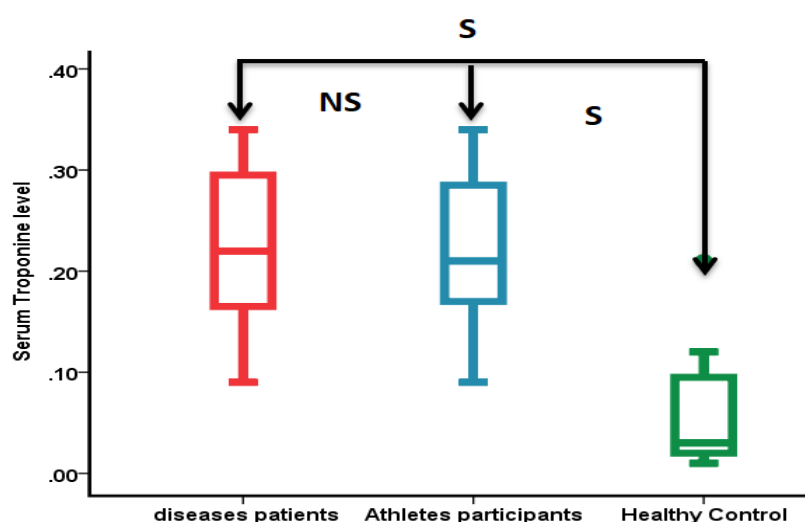 S
.40
NS
S
.30
.20
.10
.00
Serum Troponine level
diseases patients Athletes participants Healthy Control